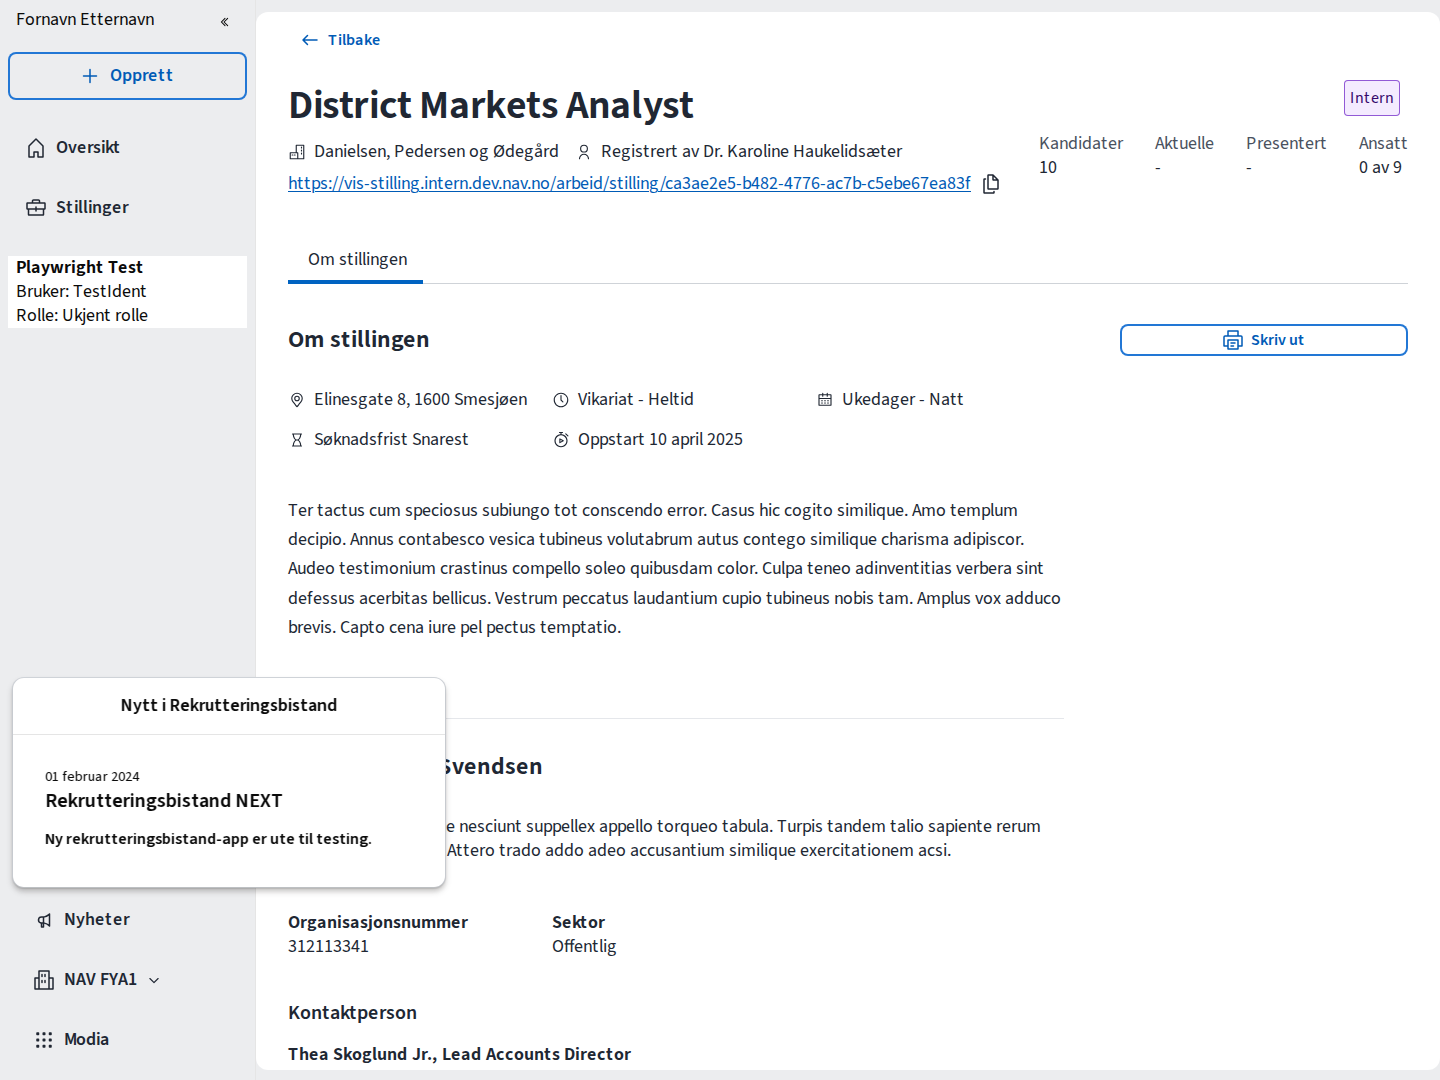 Fornavn Etternavn
Opprett
Oversikt
Stillinger
Playwright Test
Bruker: TestIdent
Rolle: Ukjent rolle
Tilbake
District Markets Analyst
Intern
Danielsen, Pedersen og Ødegård
Registrert av Dr. Karoline Haukelidsæter
https://vis-stilling.intern.dev.nav.no/arbeid/stilling/ca3ae2e5-b482-4776-ac7b-c5ebe67ea83f
Kandidater
10
Aktuelle
-
Presentert
-
Ansatt
0 av 9
Om stillingen
Om stillingen
Skriv ut
Elinesgate 8, 1600 Smesjøen
Vikariat - Heltid
Ukedager - Natt
Søknadsfrist Snarest
Oppstart 10 april 2025
Ter tactus cum speciosus subiungo tot conscendo error. Casus hic cogito similique. Amo templum
decipio. Annus contabesco vesica tubineus volutabrum autus contego similique charisma adipiscor.
Audeo testimonium crastinus compello soleo quibusdam color. Culpa teneo adinventitias verbera sint
defessus acerbitas bellicus. Vestrum peccatus laudantium cupio tubineus nobis tam. Amplus vox adduco
brevis. Capto cena iure pel pectus temptatio.
Nytt i Rekrutteringsbistand
01 februar 2024
Rekrutteringsbistand NEXT
Ny rekrutteringsbistand-app er ute til testing.
Svendsen
e nesciunt suppellex appello torqueo tabula. Turpis tandem talio sapiente rerum
Attero trado addo adeo accusantium similique exercitationem acsi.
Organisasjonsnummer
312113341
Sektor
Offentlig
Kontaktperson
Thea Skoglund Jr., Lead Accounts Director
Nyheter
NAV FYA1
Media